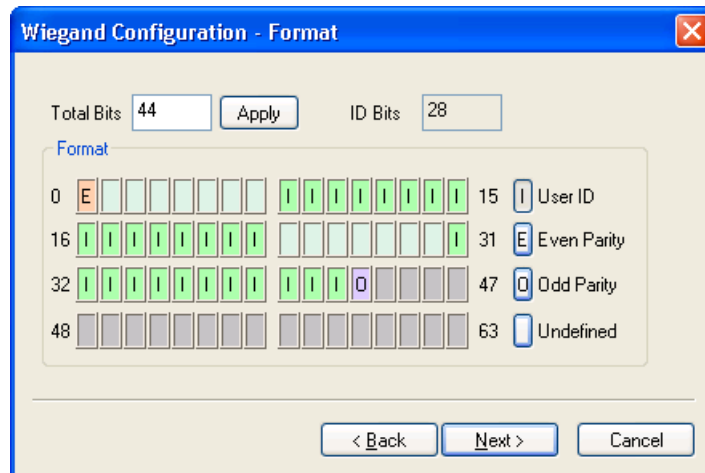 Wiegand Configuration - Format
Total Bits 44 Apply ID Bits 28
Format
0 E I I I I I I I I 15 I User ID
16 I I I I I I I I I 31 E Even Parity
32 I I I I I I I I I I I O 47 O Odd Parity
48 63 Undefined
< Back Next > Cancel